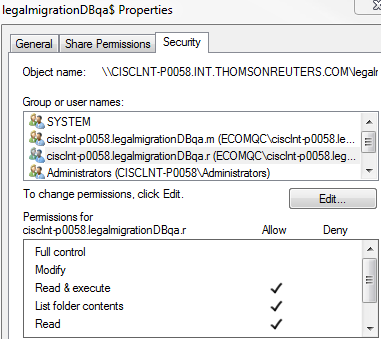 legalmigrationDBqa$ Properties
General Share Permissions Security
Object name: \\CISCLNT-P0058.INT.THOMSONREUTERS.COM\legalr
Group or user names:
SYSTEM
cisclnt-p0058.legalmigrationDBqa.m (ECOMQC\cisclnt-p0058.le...
cisclnt-p0058.legalmigrationDBqa.r (ECOMQC\cisclnt-p0058.leg...
Administrators (CISCLNT-P0058\Administrators)
To change permissions, click Edit.
Edit...
Permissions for
cisclnt-p0058.legalmigrationDBqa.r Allow Deny
Full control
Modify
Read & execute
List folder contents
Read